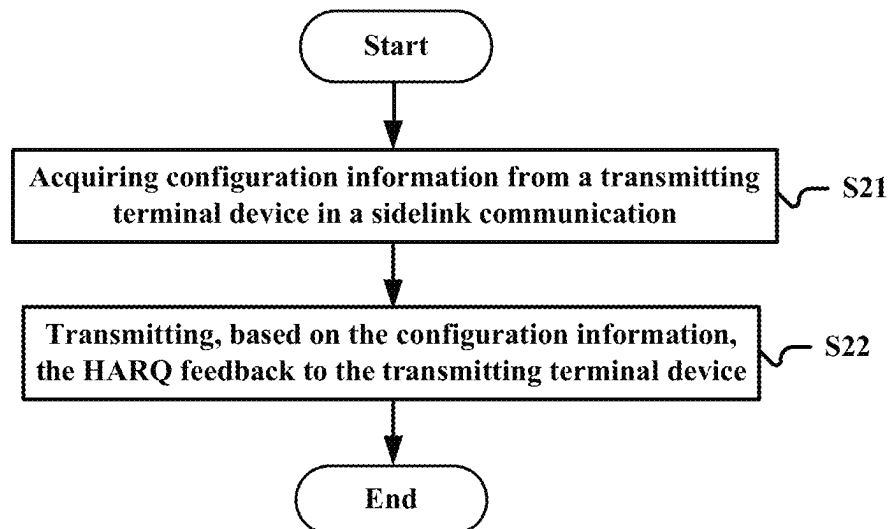 Start
Acquiring configuration information from a transmitting
terminal device in a sidelink communication
S21
Transmitting, based on the configuration information,
the HARQ feedback to the transmitting terminal device
S22
End